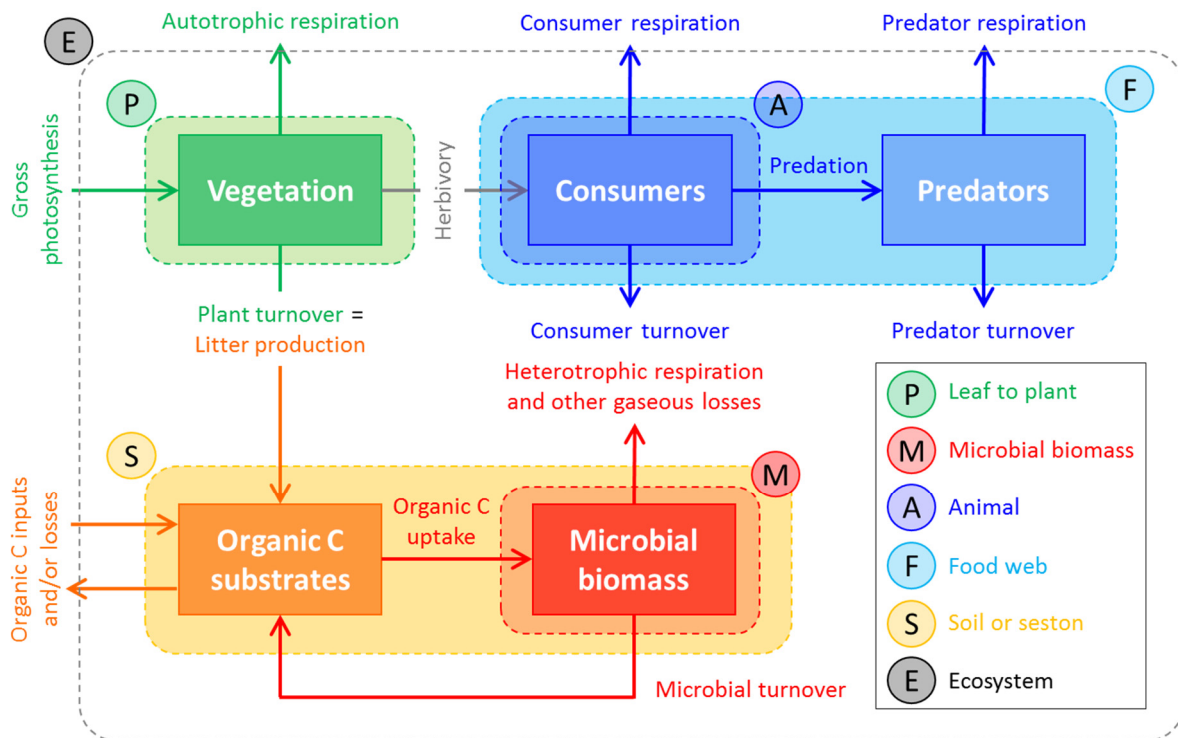 Autotrophic respiration
Consumer respiration
Predator respiration
E
P
A
F
Gross
photosynthesis
Vegetation
Herbivory
Consumers
Predation
Predators
Plant turnover =
Litter production
Consumer turnover
Predator turnover
Heterotrophic respiration
and other gaseous losses
S
M
Organic C inputs
and/or losses
Organic C
substrates
Organic C
uptake
Microbial
biomass
Microbial turnover
P Leaf to plant
M Microbial biomass
A Animal
F Food web
S Soil or seston
E Ecosystem